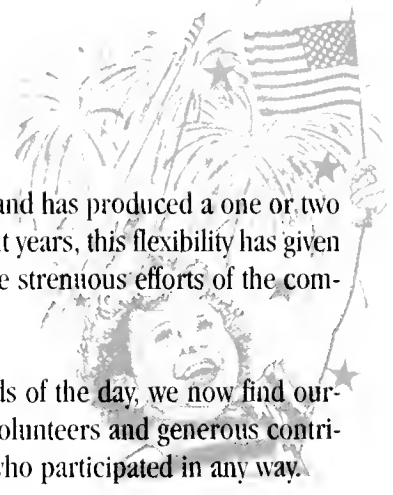 and has produced a one or two
t years, this flexibility has given
e strenuous efforts of the com-
ds of the day, we now find our-
olunteers and generous contri-
who participated in any way.